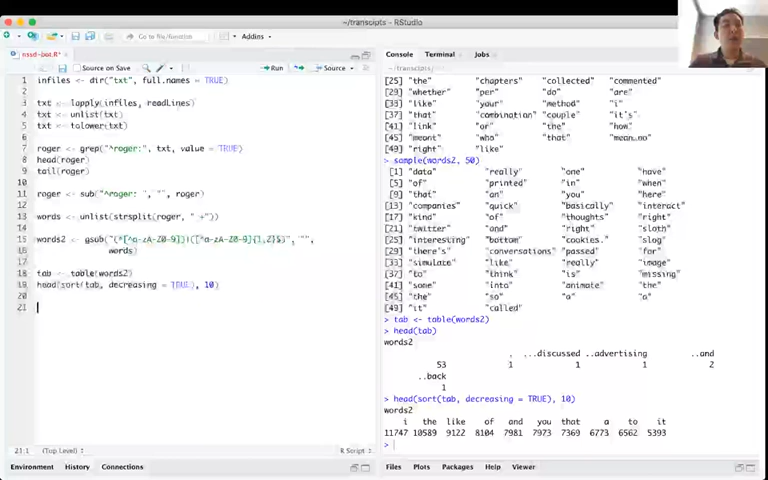 ~/transcipts - RStudio
Go to file/function
Addins
nssd-bot.R*
Source on Save
Run
Source
1 infiles <- dir("txt", full.names = TRUE)
2
3 txt <- lapply(infiles, readLines)
4 txt <- unlist(txt)
5 txt <- tolower(txt)
6
7 roger <- grep("^roger:", txt, value = TRUE)
8 head(roger)
9 tail(roger)
10
11 roger <- sub("^roger: ", "", roger)
12
13 words <- unlist(strsplit(roger, " +"))
14
15 words2 <- gsub("(^[^a-zA-Z0-9])|([^a-zA-Z0-9]{1,2}$)", "",
16 words)
17
18 tab <- table(words2)
19 head(sort(tab, decreasing = TRUE), 10)
20
21
21:1 (Top Level)
R Script
Environment History Connections
Console Terminal Jobs
~/transcripts/
[25] "the" "chapters" "collected" "commented"
[29] "whether" "per" "do" "are"
[33] "like" "your" "method" "i"
[37] "that" "combination" "couple" "it's"
[41] "link" "or" "the" "how"
[45] "meant" "who" "that" "mean…no"
[49] "right" "like"
> sample(words2, 50)
[1] "data" "really" "one" "have"
[5] "of" "printed" "in" "when"
[9] "that" "an" "you" "here"
[13] "companies" "quick" "basically" "interact"
[17] "kind" "of" "thoughts" "right"
[21] "twitter" "and" "right" "sloth"
[25] "interesting" "bottom" "cookies." "slog"
[29] "there's" "conversations" "passed" "for"
[33] "simulate" "like" "really" "image"
[37] "to" "think" "is" "missing"
[41] "some" "into" "animate" "the"
[45] "the" "so" "a" "a"
[49] "it" "called"
> tab <- table(words2)
> head(tab)
words2
, ...discussed ..advertising ..and
53 1 1 1 2
..back
1
> head(sort(tab, decreasing = TRUE), 10)
words2
i the like of and you that a to it
11747 10589 9122 8104 7981 7973 7369 6773 6562 5393
>
Files Plots Packages Help Viewer